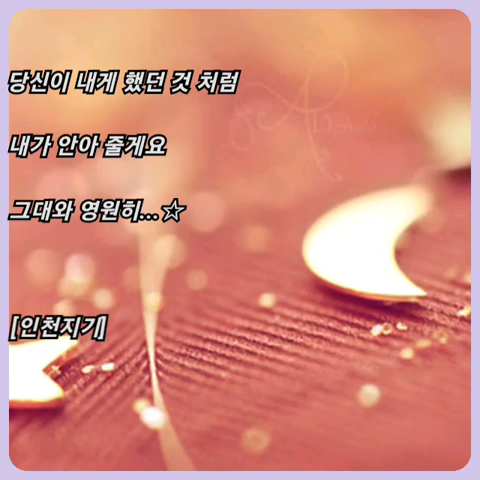 당신이 내게 했던 것 처럼
내가 안아 줄게요
그대와 영원히...☆
[인천지기]